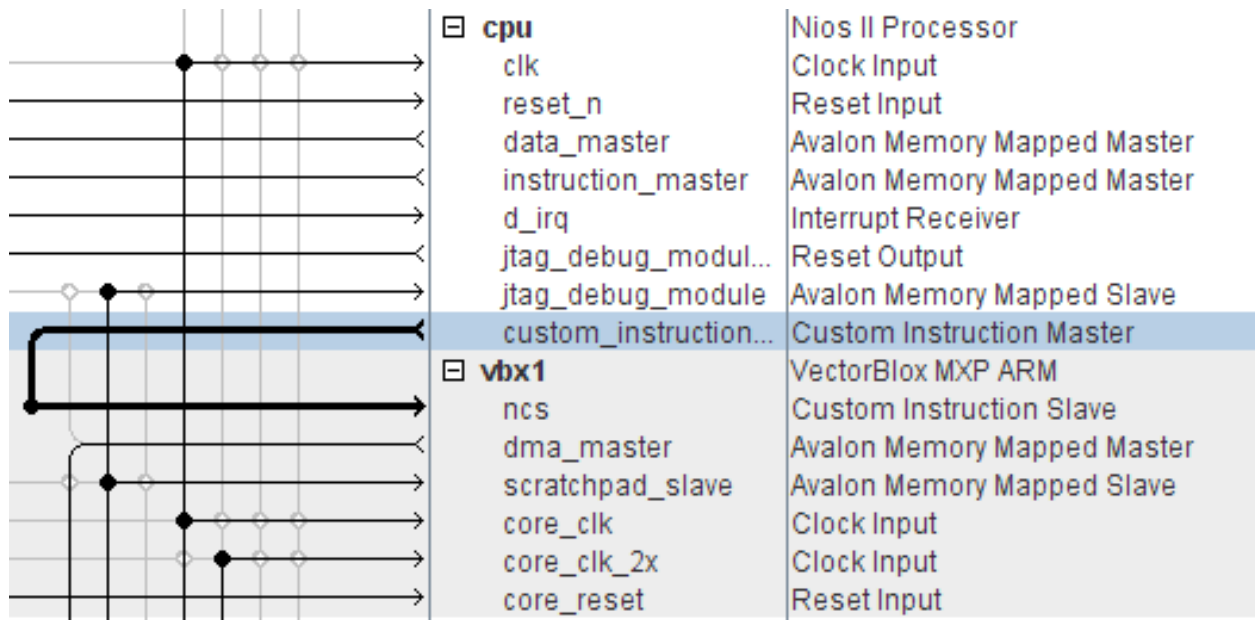 cpu Nios II Processor
clk Clock Input
reset_n Reset Input
data_master Avalon Memory Mapped Master
instruction_master Avalon Memory Mapped Master
d_irq Interrupt Receiver
jtag_debug_modul... Reset Output
jtag_debug_module Avalon Memory Mapped Slave
custom_instruction... Custom Instruction Master
vbx1 VectorBlox MXP ARM
ncs Custom Instruction Slave
dma_master Avalon Memory Mapped Master
scratchpad_slave Avalon Memory Mapped Slave
core_clk Clock Input
core_clk_2x Clock Input
core_reset Reset Input